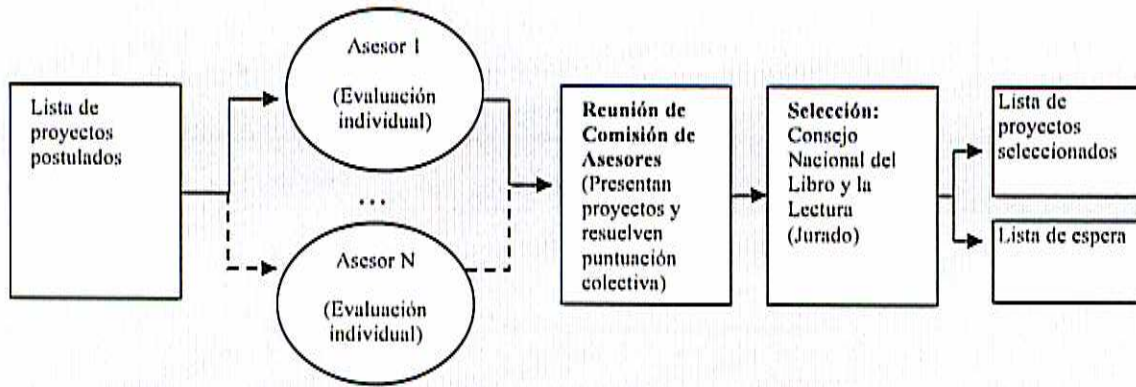 Lista de
proyectos
postulados
Asesor 1
(Evaluación
individual)
...
Asesor N
(Evaluación
individual)
Reunión de
Comisión de
Asesores
(Presentan
proyectos y
resuelven
puntuación
colectiva)
Selección:
Consejo
Nacional del
Libro y la
Lectura
(Jurado)
Lista de
proyectos
seleccionados
Lista de espera